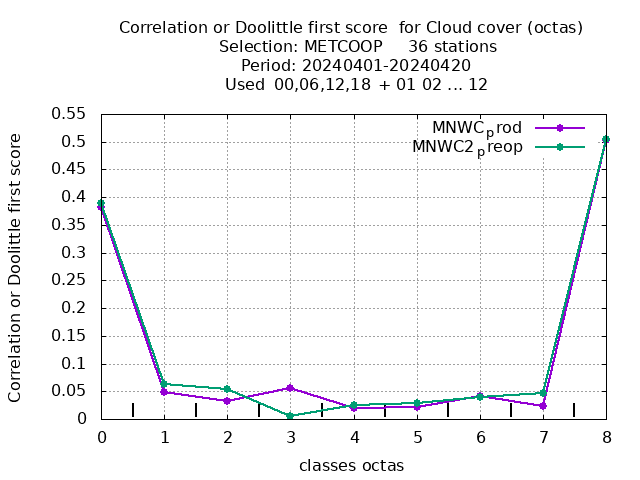 Correlation or Doolittle first score  for Cloud cover (octas)
Selection: METCOOP     36 stations
Period: 20240401-20240420
Used  00,06,12,18 + 01 02 ... 12
Correlation or Doolittle first score
0.55
0.5
0.45
0.4
0.35
0.3
0.25
0.2
0.15
0.1
0.05
0
MNWC_prod
MNWC2_preop
0 1 2 3 4 5 6 7 8
classes octas